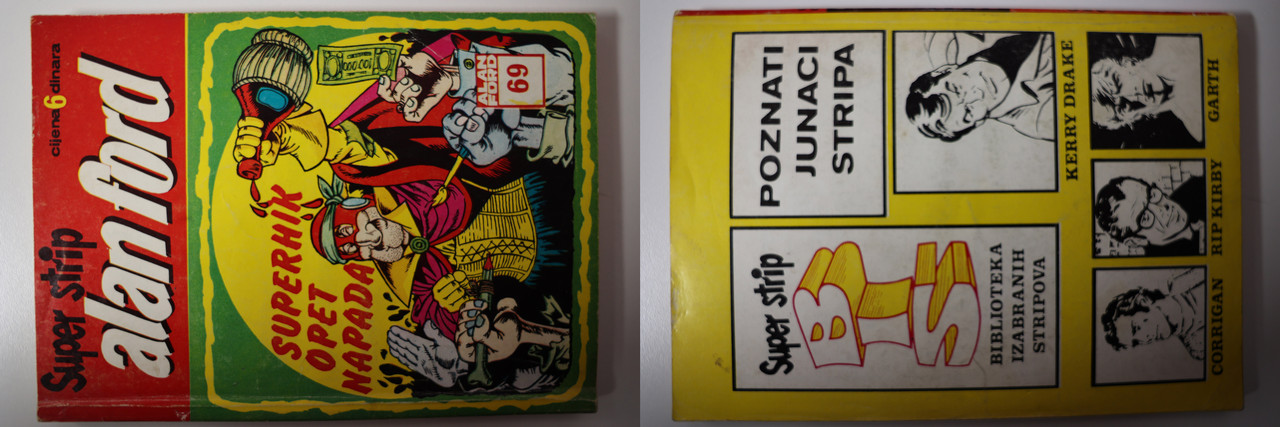 Super strip
cijena 6 dinara
alan ford
SUPERHIK
OPET
NAPADA
ALAN
FORD
69
1000000
POZNATI
JUNACI
STRIPA
KERRY DRAKE
GARTH
RIP KIRBY
CORRIGAN
Super strip
BIS
BIBLIOTEKA
IZABRANIH
STRIPOVA